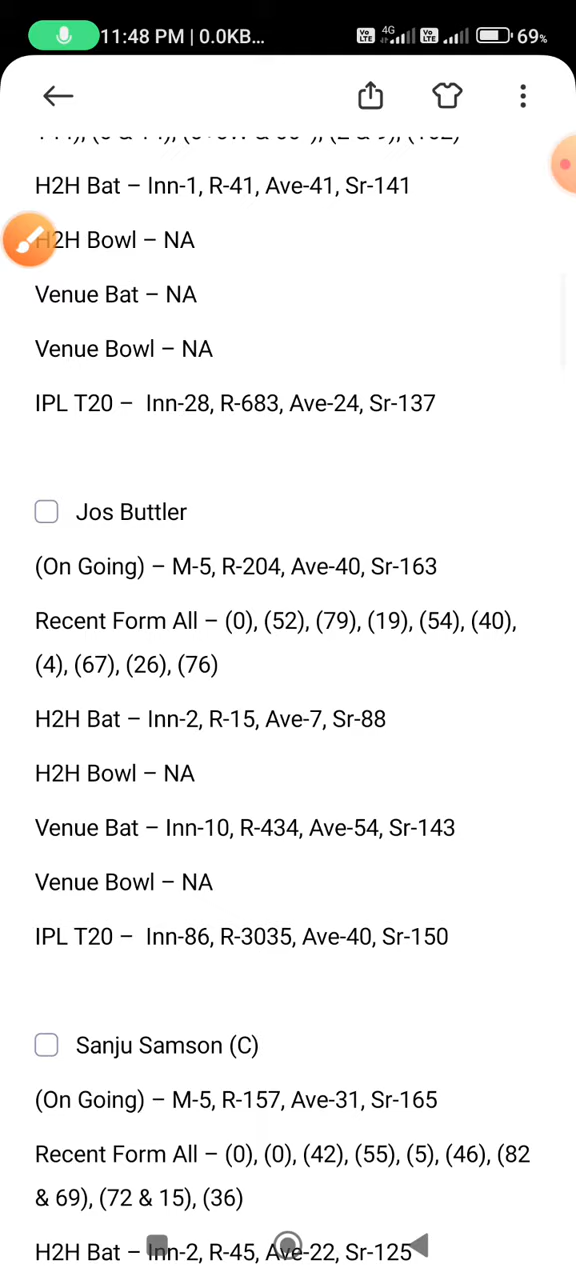 11:48 PM | 0.0KB... 4G 69%
H2H Bat – Inn-1, R-41, Ave-41, Sr-141
H2H Bowl – NA
Venue Bat – NA
Venue Bowl – NA
IPL T20 – Inn-28, R-683, Ave-24, Sr-137
Jos Buttler
(On Going) – M-5, R-204, Ave-40, Sr-163
Recent Form All – (0), (52), (79), (19), (54), (40),
(4), (67), (26), (76)
H2H Bat – Inn-2, R-15, Ave-7, Sr-88
H2H Bowl – NA
Venue Bat – Inn-10, R-434, Ave-54, Sr-143
Venue Bowl – NA
IPL T20 – Inn-86, R-3035, Ave-40, Sr-150
Sanju Samson (C)
(On Going) – M-5, R-157, Ave-31, Sr-165
Recent Form All – (0), (0), (42), (55), (5), (46), (82
& 69), (72 & 15), (36)
H2H Bat – Inn-2, R-45, Ave-22, Sr-125